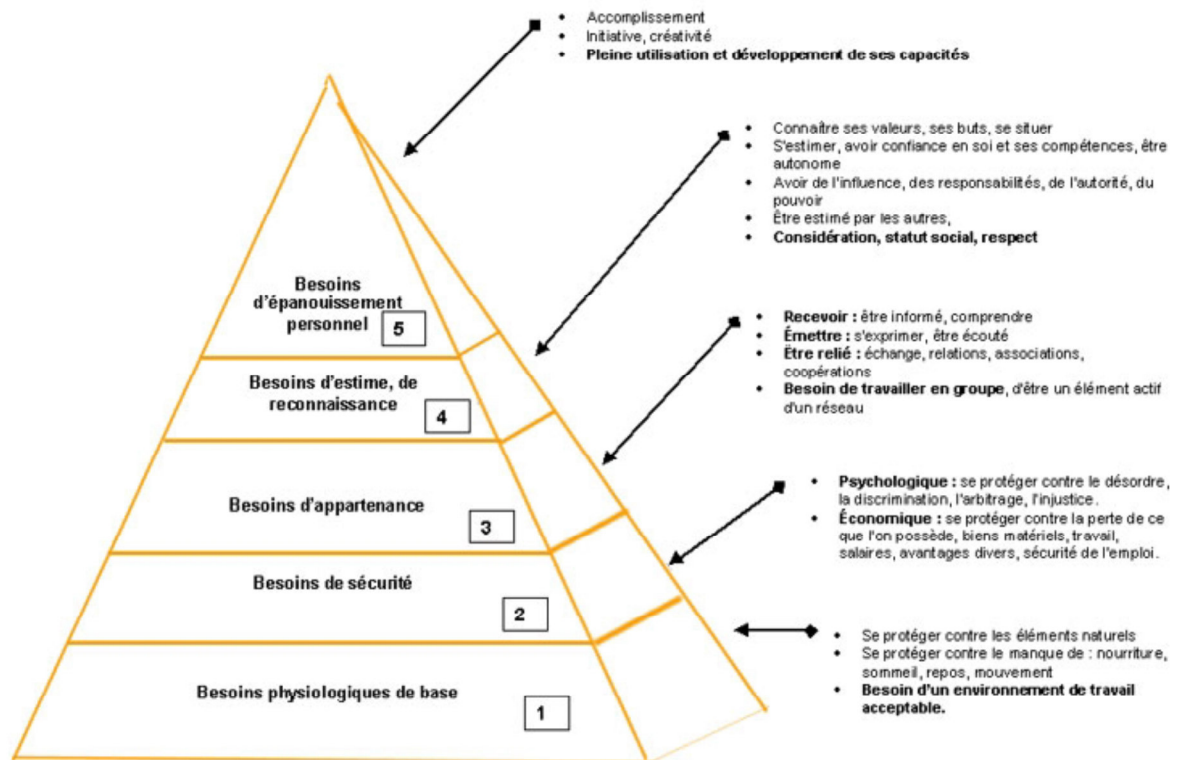 • Accomplissement
• Initiative, créativité
• Pleine utilisation et développement de ses capacités
• Connaître ses valeurs, ses buts, se situer
• S'estimer, avoir confiance en soi et ses compétences, être
autonome
• Avoir de l'influence, des responsabilités, de l'autorité, du
pouvoir
• Être estimé par les autres,
• Considération, statut social, respect
Besoins
d'épanouissement
personnel
5
• Recevoir : être informé, comprendre
• Émettre : s'exprimer, être écouté
• Être relié : échange, relations, associations,
coopérations
• Besoin de travailler en groupe, d'être un élément actif
d'un réseau
Besoins d'estime, de
reconnaissance
4
• Psychologique : se protéger contre le désordre,
la discrimination, l'arbitrage, l'injustice.
• Économique : se protéger contre la perte de ce
que l'on possède, biens matériels, travail,
salaires, avantages divers, sécurité de l'emploi.
Besoins d'appartenance
3
Besoins de sécurité
2
• Se protéger contre les éléments naturels
• Se protéger contre le manque de : nourriture,
sommeil, repos, mouvement
• Besoin d'un environnement de travail
acceptable.
Besoins physiologiques de base
1